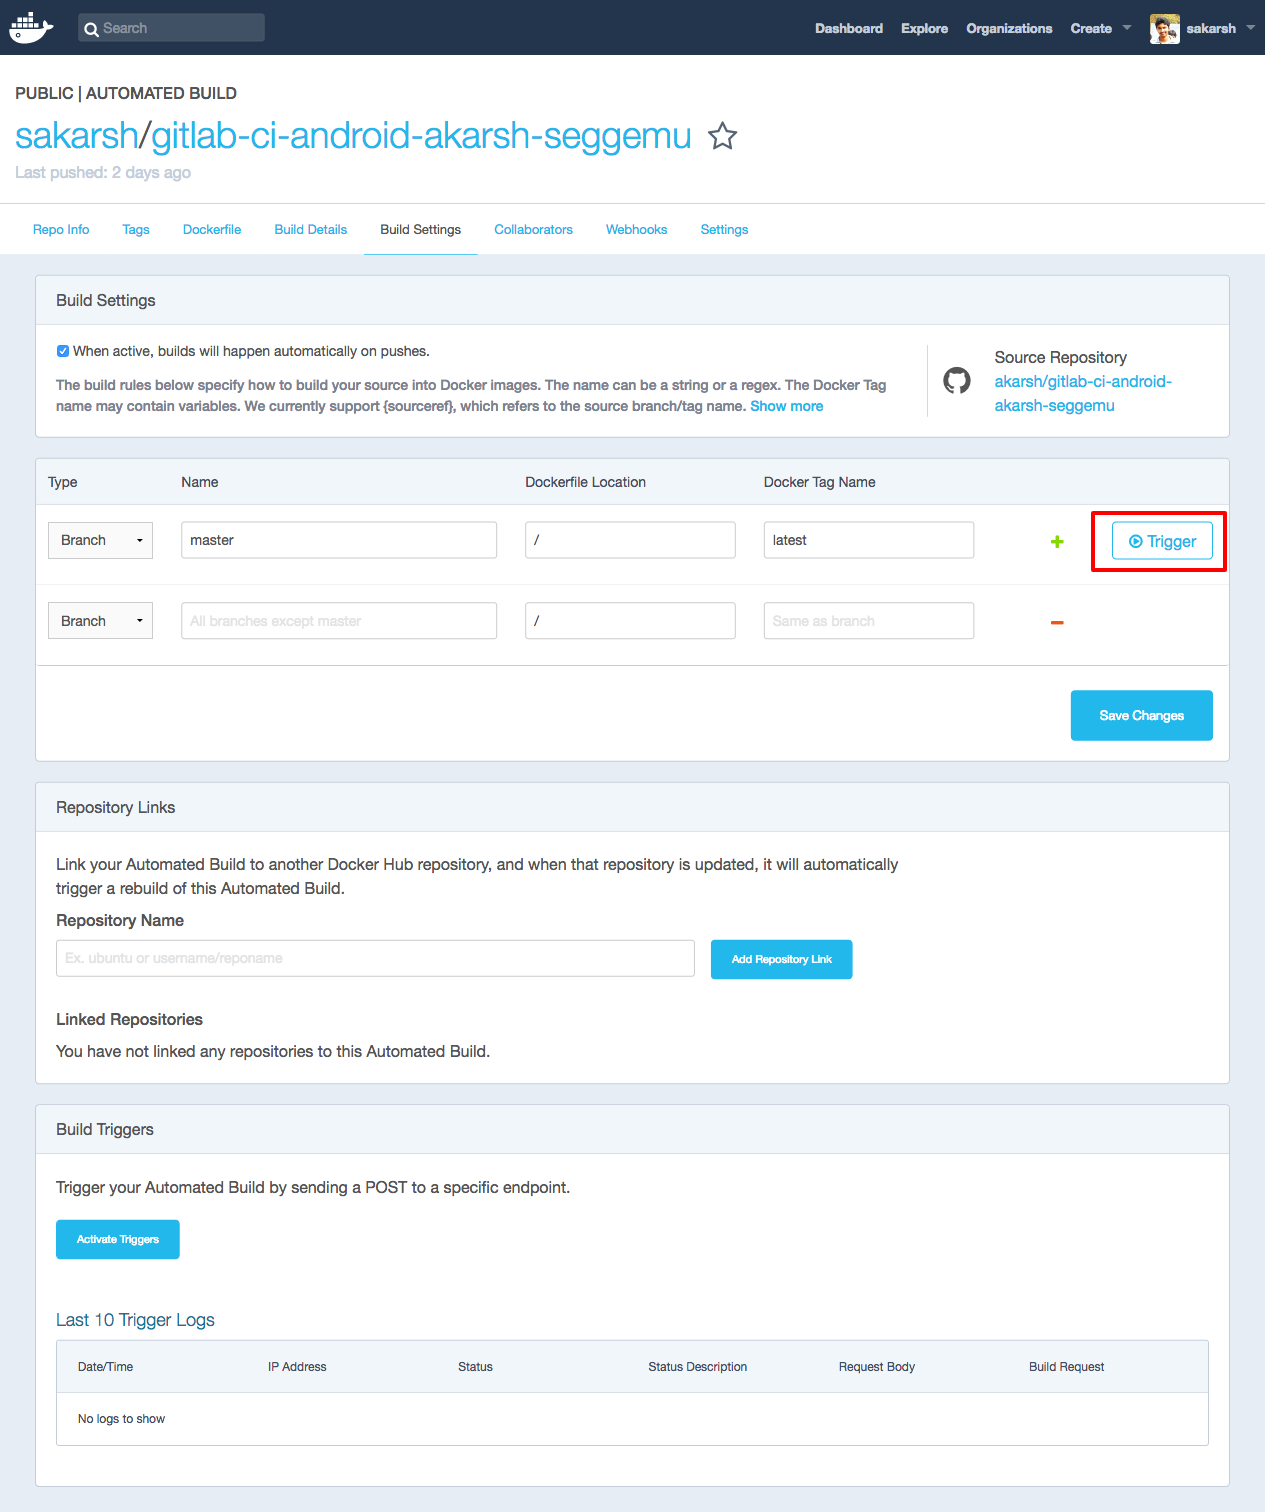 Search
Dashboard Explore Organizations Create sakarsh
PUBLIC | AUTOMATED BUILD
sakarsh/gitlab-ci-android-akarsh-seggemu
Last pushed: 2 days ago
Repo Info Tags Dockerfile Build Details Build Settings Collaborators Webhooks Settings
Build Settings
When active, builds will happen automatically on pushes.
The build rules below specify how to build your source into Docker images. The name can be a string or a regex. The Docker Tag
name may contain variables. We currently support {sourceref}, which refers to the source branch/tag name. Show more
Source Repository
akarsh/gitlab-ci-android-
akarsh-seggemu
Type Name Dockerfile Location Docker Tag Name
Branch master / latest + Trigger
Branch All branches except master / Same as branch
Save Changes
Repository Links
Link your Automated Build to another Docker Hub repository, and when that repository is updated, it will automatically
trigger a rebuild of this Automated Build.
Repository Name
Ex. ubuntu or username/reponame Add Repository Link
Linked Repositories
You have not linked any repositories to this Automated Build.
Build Triggers
Trigger your Automated Build by sending a POST to a specific endpoint.
Activate Triggers
Last 10 Trigger Logs
Date/Time IP Address Status Status Description Request Body Build Request
No logs to show